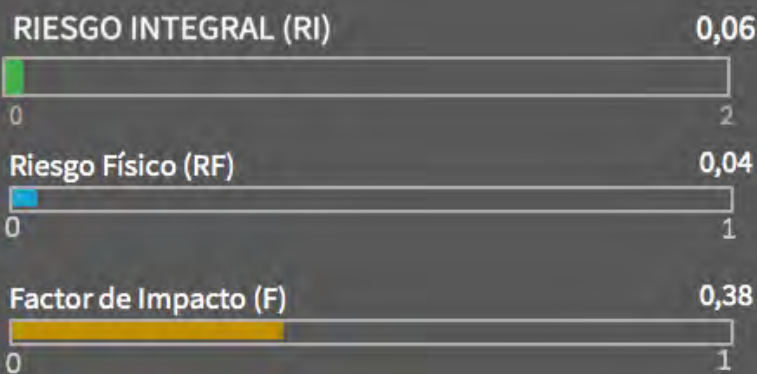 RIESGO INTEGRAL (RI) 0,06
0 2
Riesgo Físico (RF) 0,04
0 1
Factor de Impacto (F) 0,38
0 1